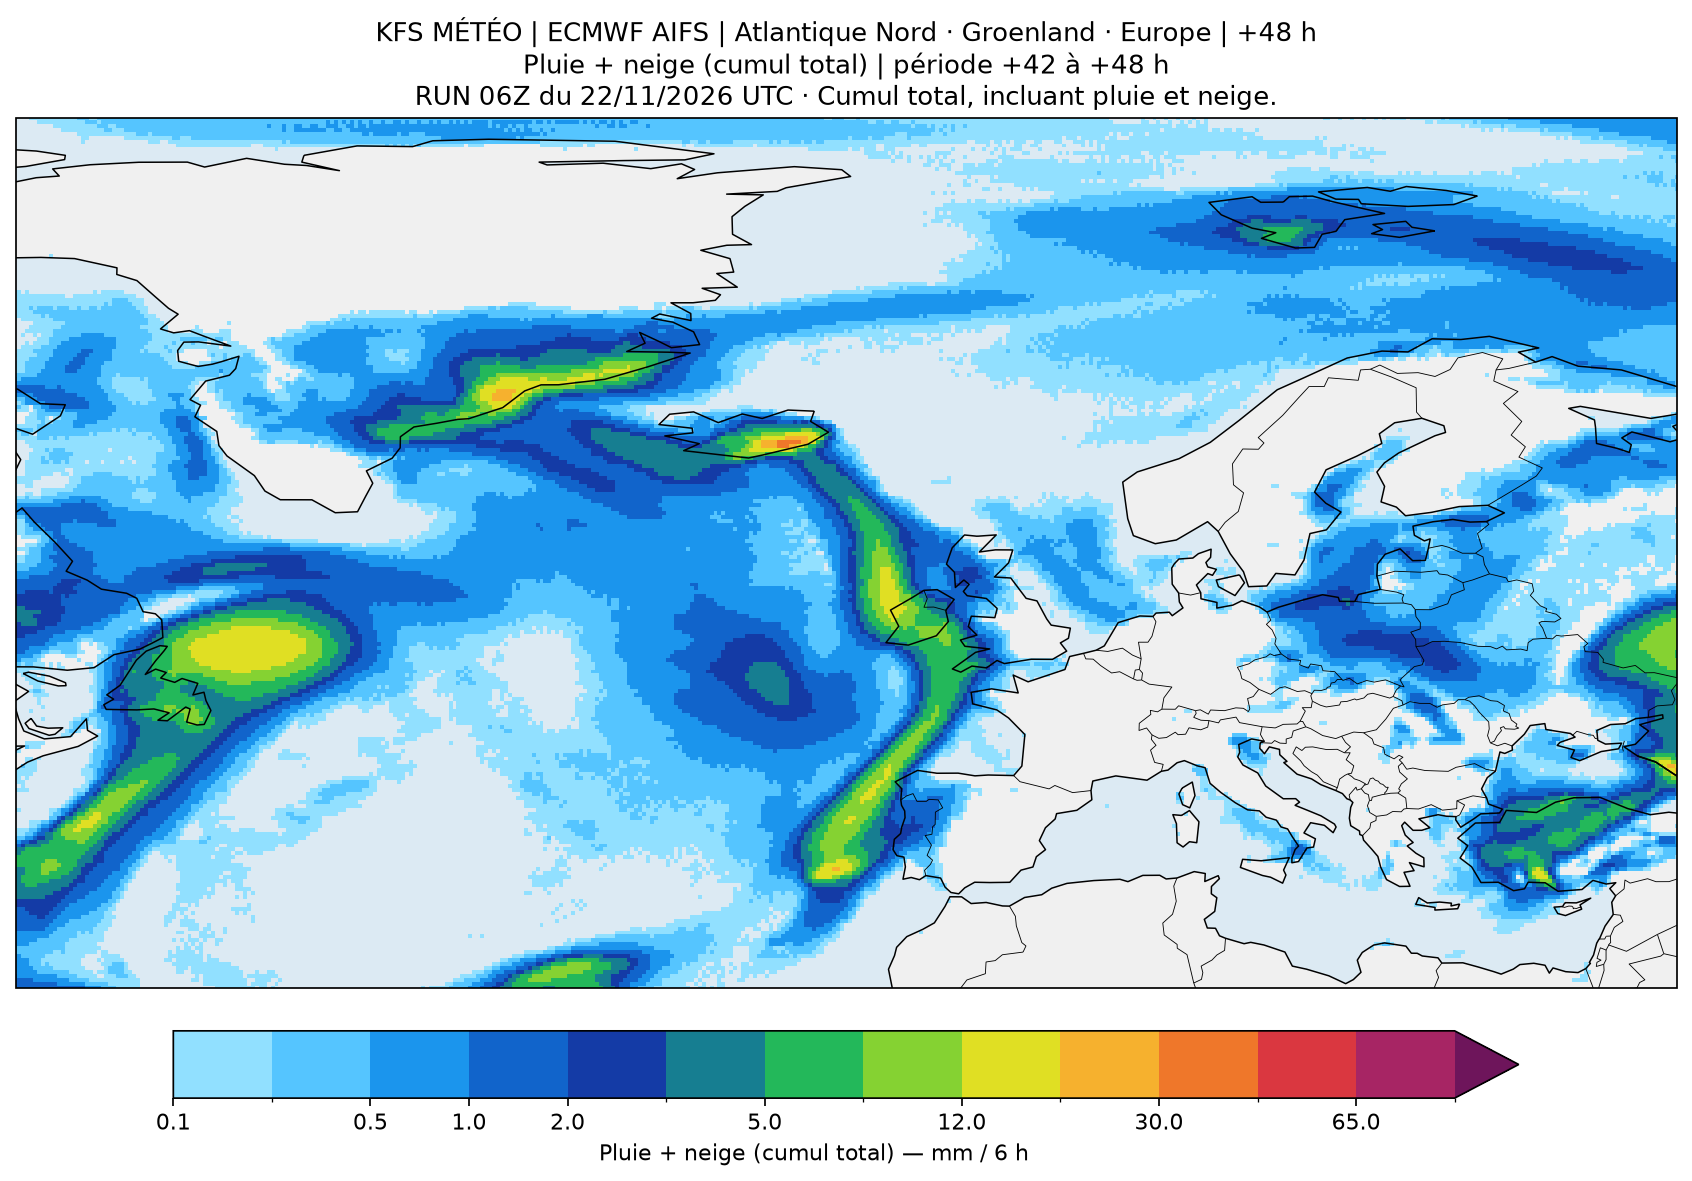 KFS MÉTÉO | ECMWF AIFS | Atlantique Nord · Groenland · Europe | +48 h
Pluie + neige (cumul total) | période +42 à +48 h
RUN 06Z du 22/11/2026 UTC · Cumul total, incluant pluie et neige.
0.1 0.5 1.0 2.0 5.0 12.0 30.0 65.0
Pluie + neige (cumul total) — mm / 6 h